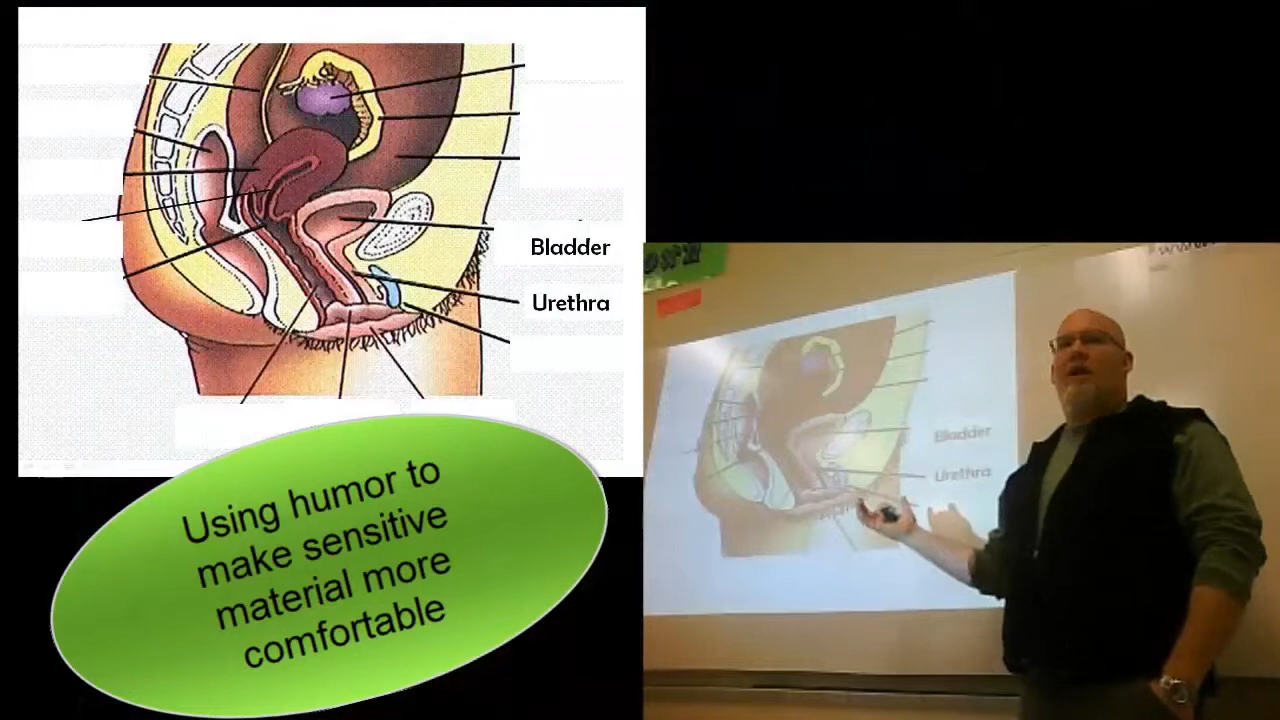 Bladder
Urethra
Using humor to
make sensitive
material more
comfortable
Bladder
Urethra